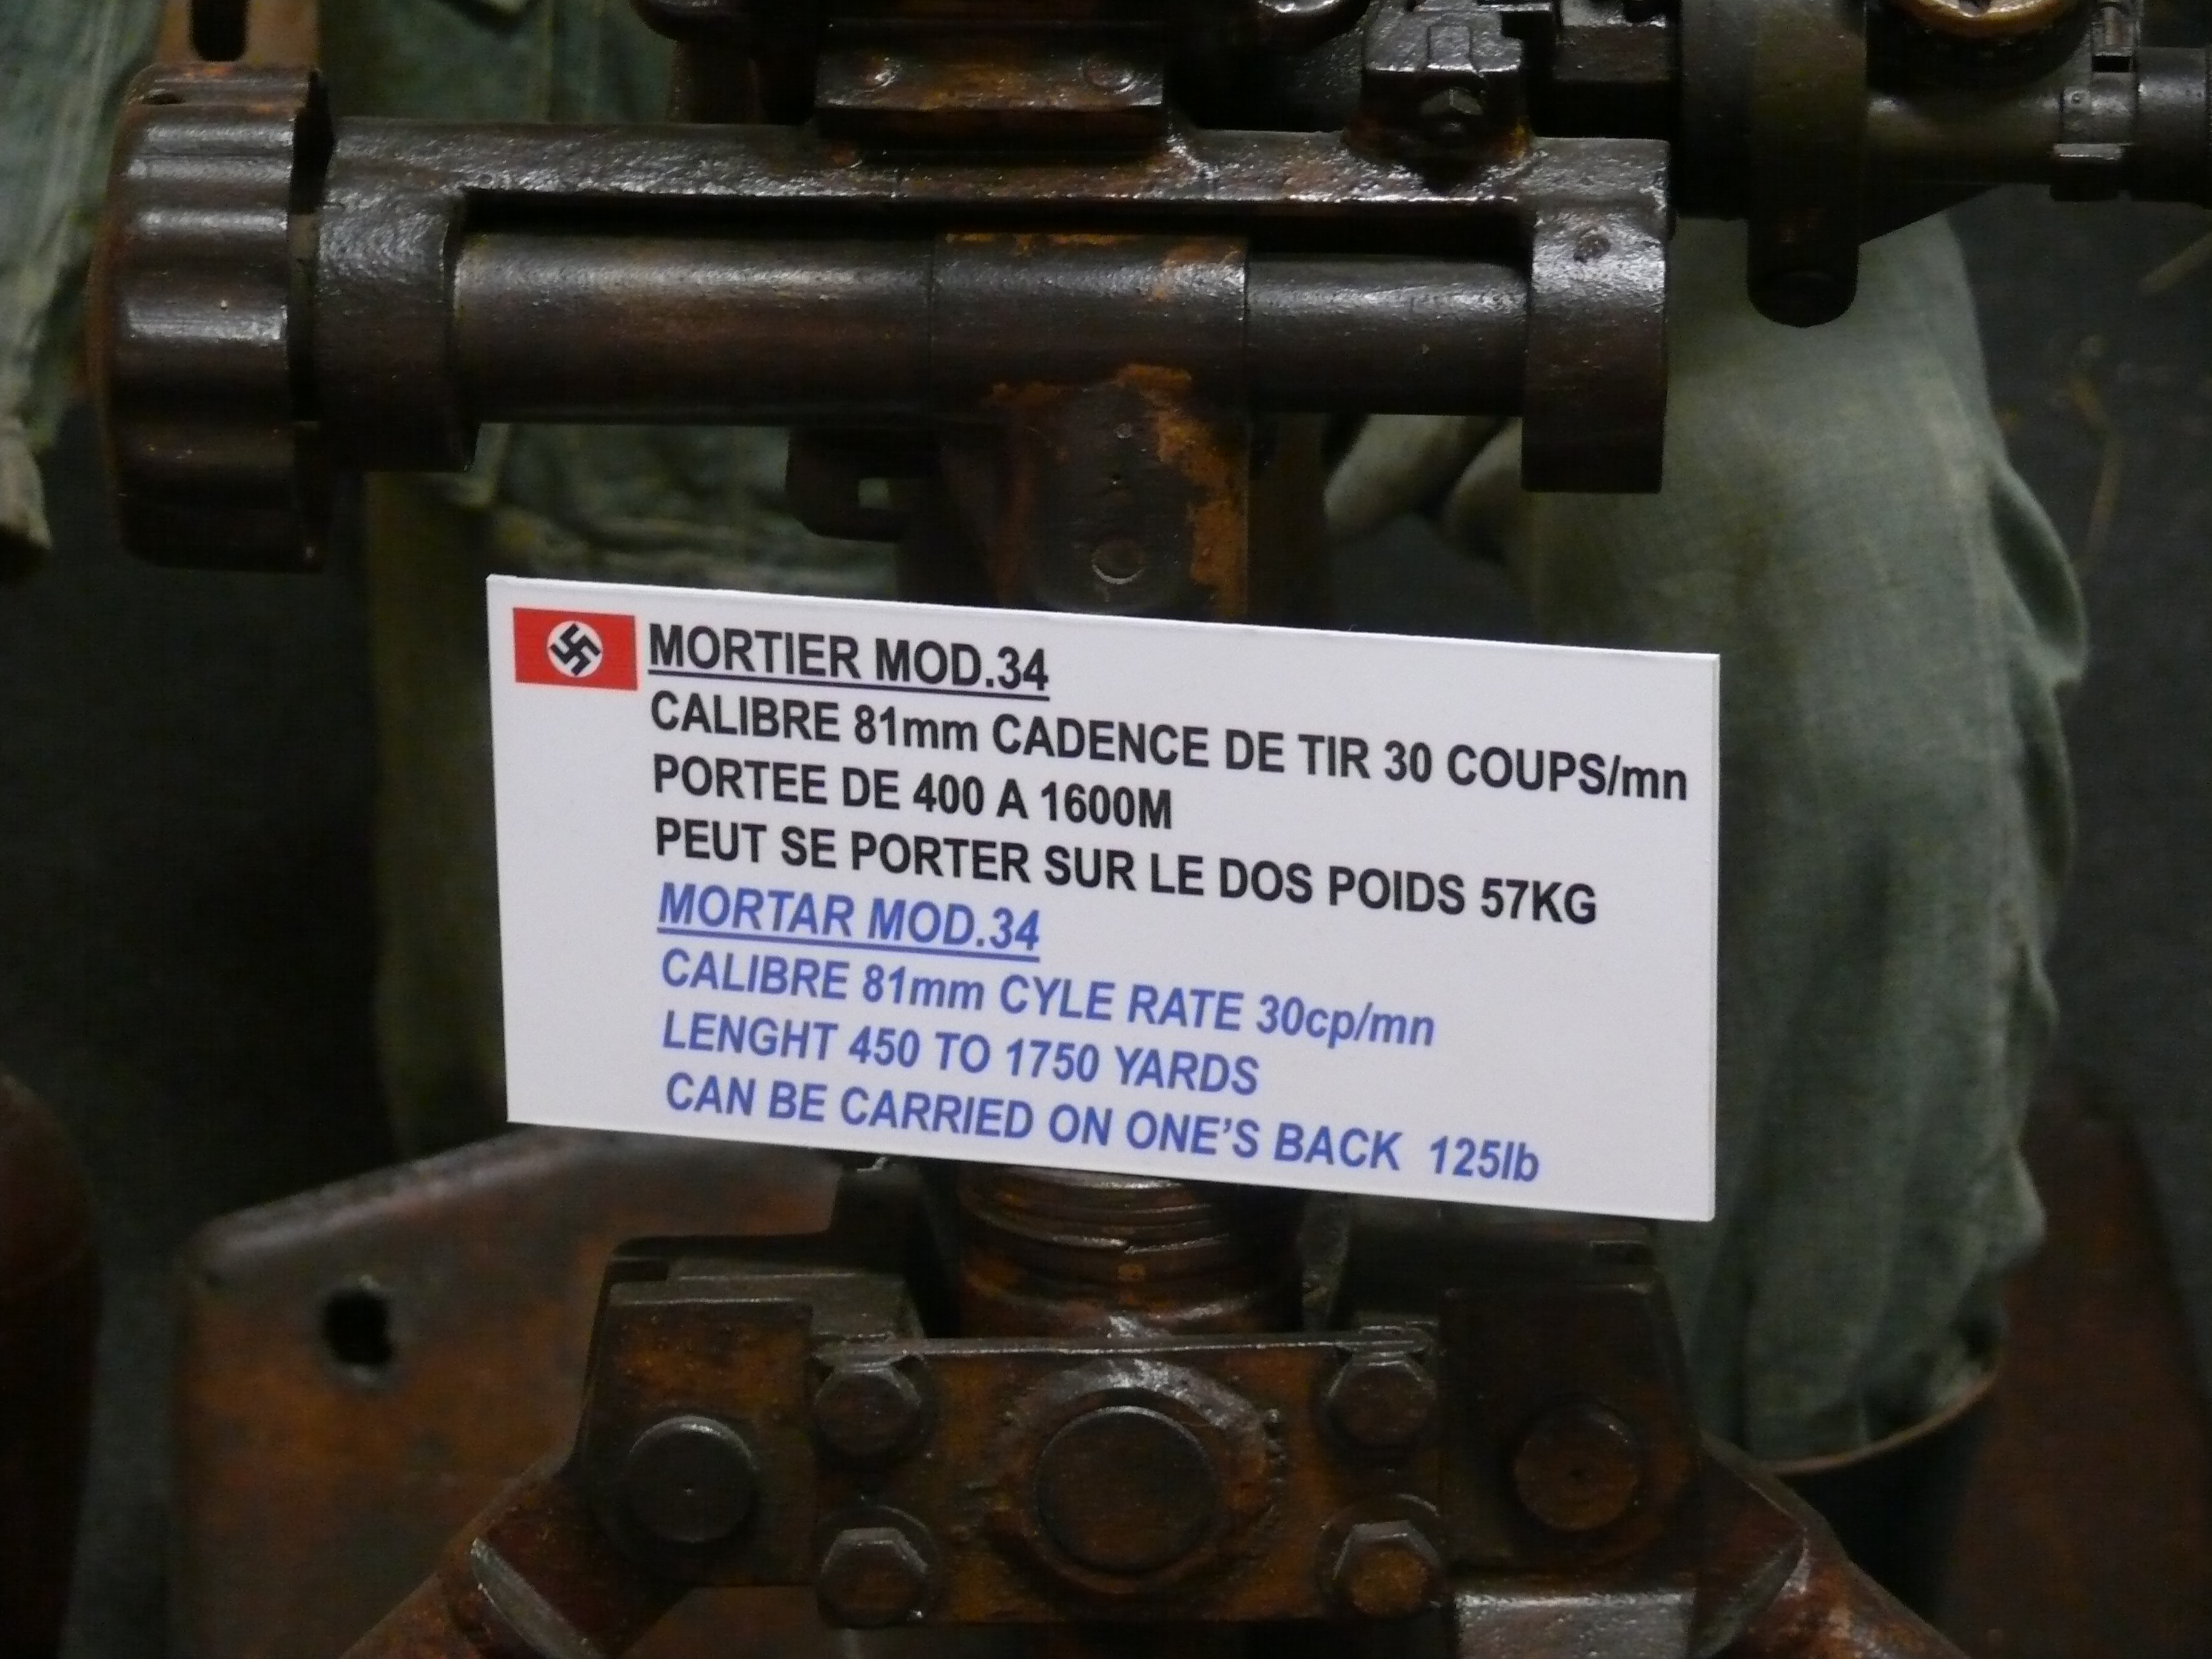 MORTIER MOD.34
CALIBRE 81mm CADENCE DE TIR 30 COUPS/mn
PORTEE DE 400 A 1600M
PEUT SE PORTER SUR LE DOS POIDS 57KG
MORTAR MOD.34
CALIBRE 81mm CYLE RATE 30cp/mn
LENGHT 450 TO 1750 YARDS
CAN BE CARRIED ON ONE’S BACK 125lb